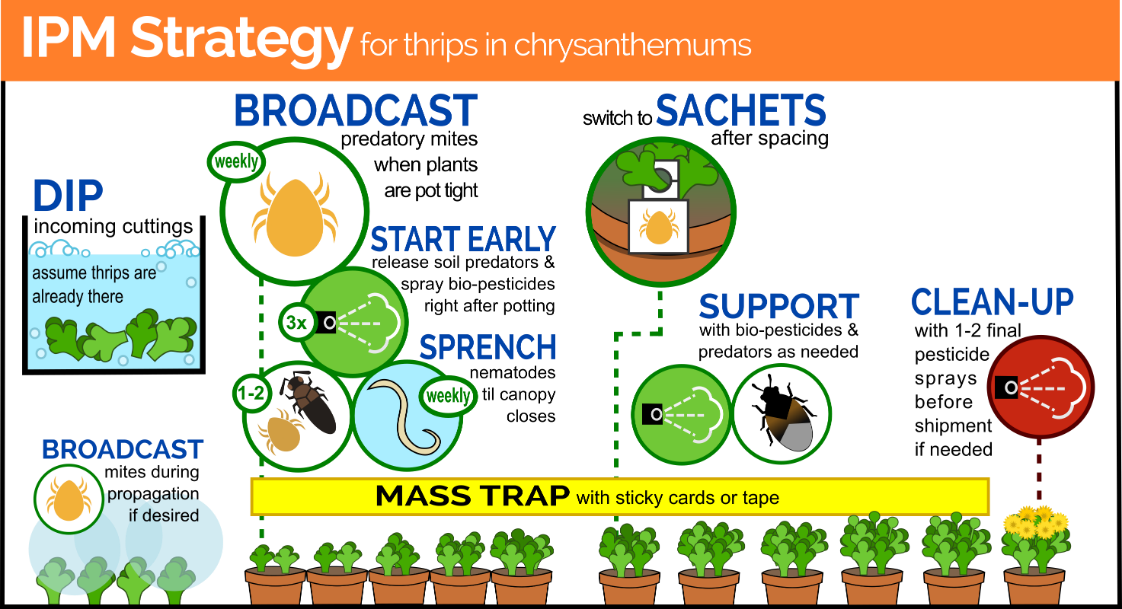 IPM Strategy for thrips in chrysanthemums
DIP
incoming cuttings
assume thrips are
already there
BROADCAST
mites during
propagation
if desired
BROADCAST
predatory mites
when plants
are pot tight
weekly
START EARLY
release soil predators &
spray bio-pesticides
right after potting
3x
1-2
SPRENCH
nematodes
til canopy
closes
weekly
switch to SACHETS
after spacing
SUPPORT
with bio-pesticides &
predators as needed
CLEAN-UP
with 1-2 final
pesticide
sprays
before
shipment
if needed
MASS TRAP with sticky cards or tape